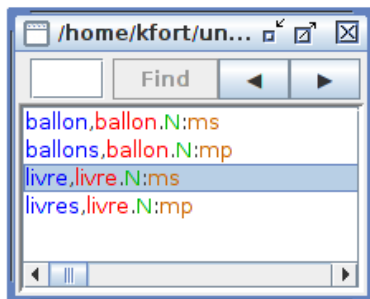 /home/kfort/un...
Find
ballon,ballon.N:ms
ballons,ballon.N:mp
livre,livre.N:ms
livres,livre.N:mp